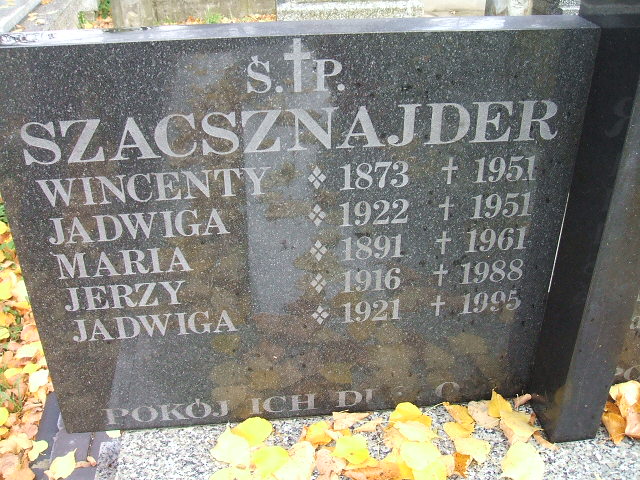 Ś. P.
SZACSZNAJDER
WINCENTY 1873 † 1951
JADWIGA 1922 † 1951
MARIA 1891 † 1961
JERZY 1916 † 1988
JADWIGA 1921 † 1995
POKÓJ ICH